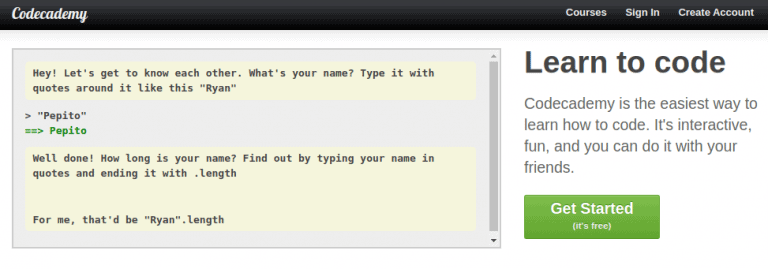 Codecademy
Courses Sign In Create Account
Hey! Let's get to know each other. What's your name? Type it with
quotes around it like this "Ryan"
> "Pepito"
==> Pepito
Well done! How long is your name? Find out by typing your name in
quotes and ending it with .length
For me, that'd be "Ryan".length
Learn to code
Codecademy is the easiest way to
learn how to code. It's interactive,
fun, and you can do it with your
friends.
Get Started
(it's free)